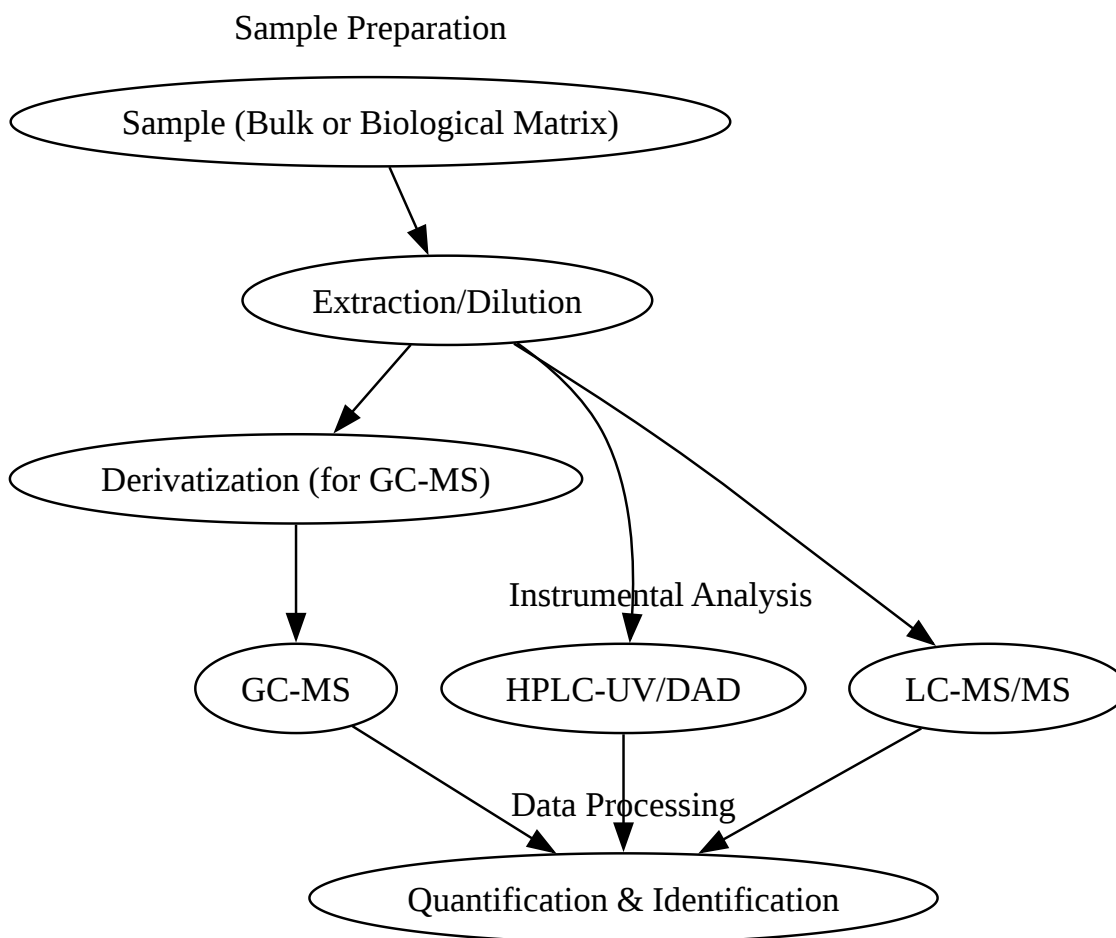 Sample Preparation
Sample (Bulk or Biological Matrix)
Extraction/Dilution
Derivatization (for GC-MS)
Instrumental Analysis
GC-MS
HPLC-UV/DAD
LC-MS/MS
Data Processing
Quantification & Identification